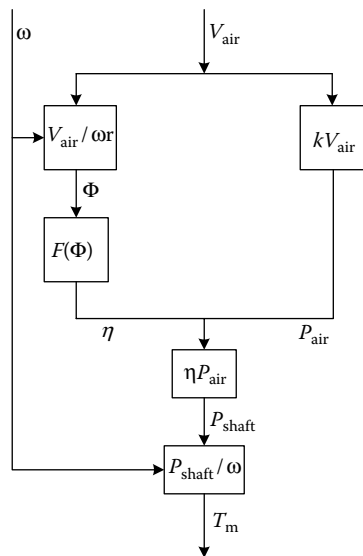 ω
V_air
V_air / ωr
kV_air
Φ
F(Φ)
η
P_air
ηP_air
P_shaft
P_shaft / ω
T_m